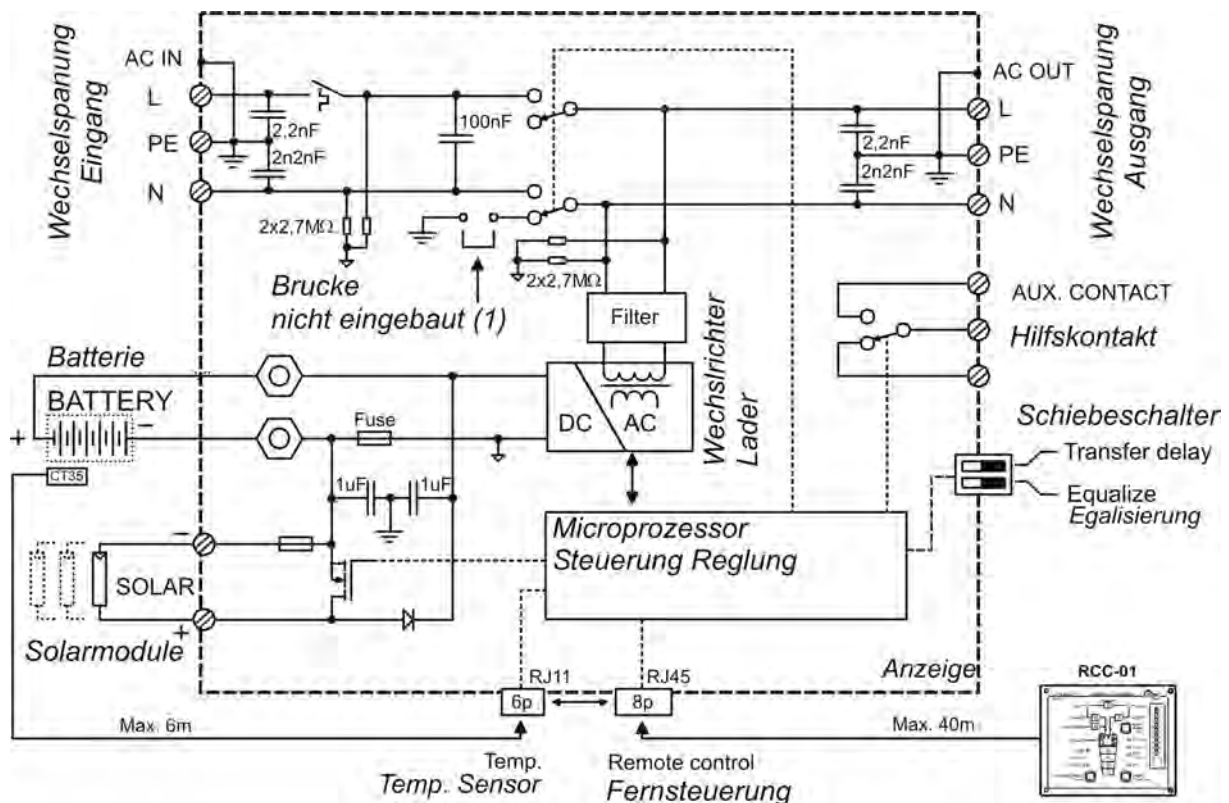 Wechselspanung
Eingang
AC IN
L
PE
N
2,2nF
2n2nF
100nF
2x2,7MΩ
Brucke
nicht eingebaut (1)
2x2,7MΩ
Filter
2,2nF
2n2nF
AC OUT
L
PE
N
Wechselspanung
Ausgang
AUX. CONTACT
Hilfskontakt
Batterie
BATTERY
+
−
CT35
Fuse
DC
AC
Wechslrichter
Lader
Schiebeschalter
Transfer delay
Equalize
Egalisierung
1uF
1uF
Microprozessor
Steuerung Réglung
−
SOLAR
+
Solarmodule
Anzeige
RJ11
RJ45
6p
8p
Max. 6m
Max. 40m
RCC-01
Temp.
Temp. Sensor
Remote control
Fernsteuerung